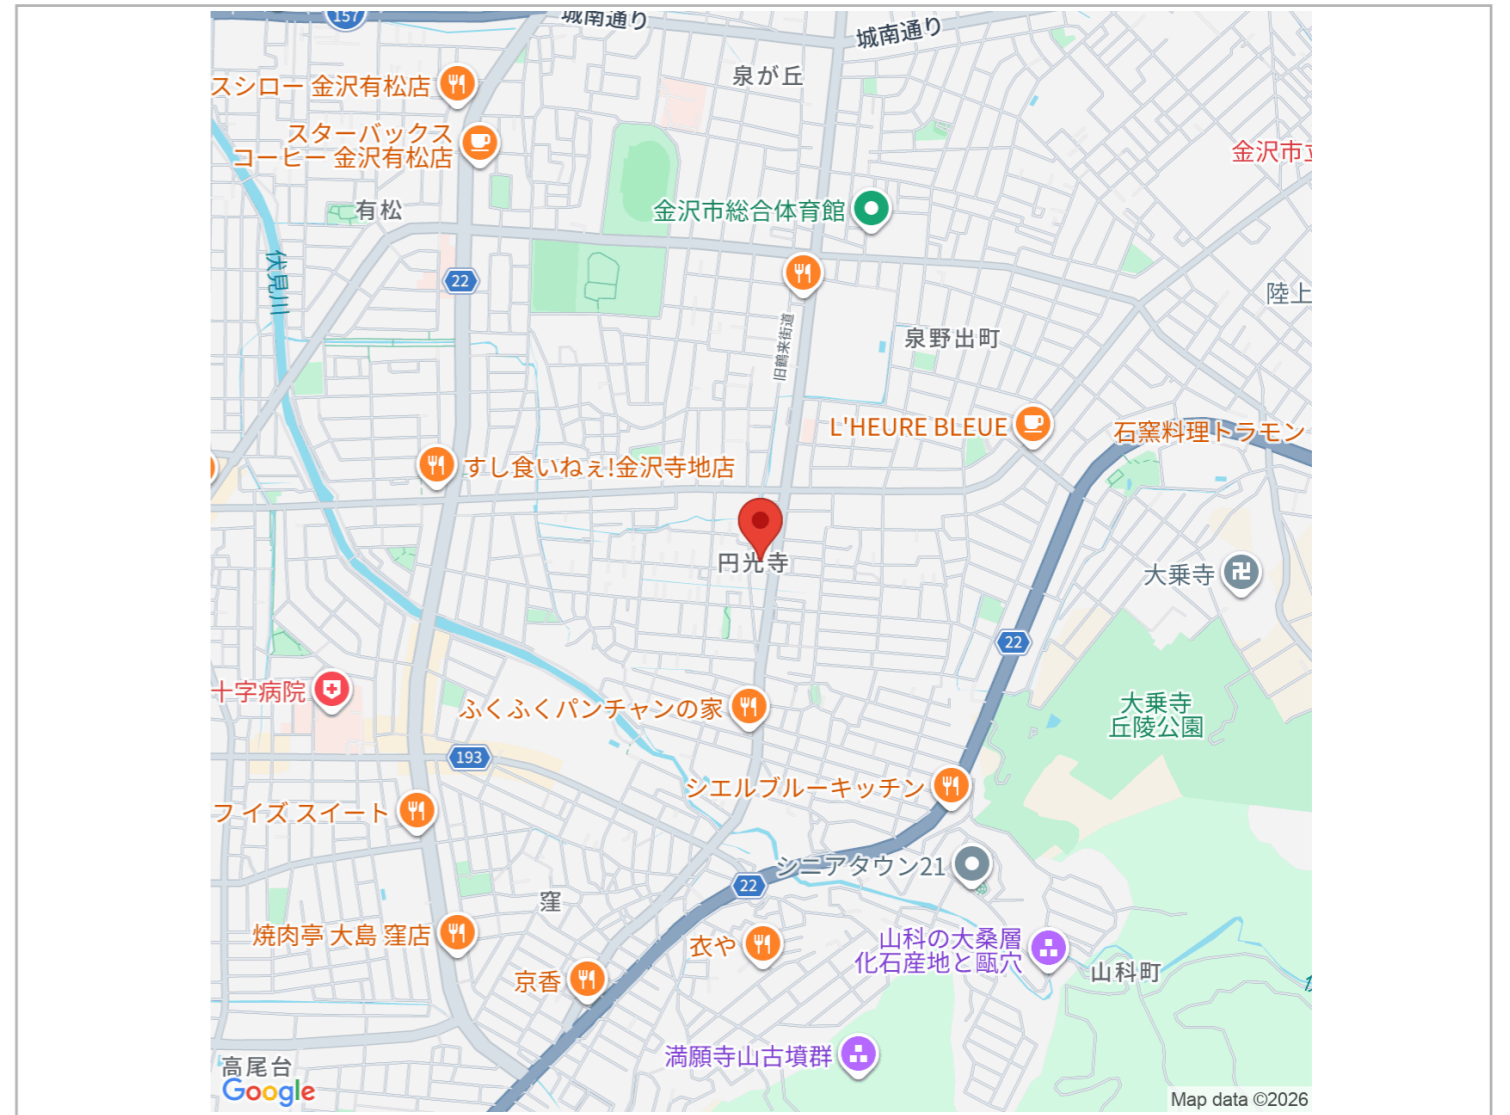 157
城南通り
城南通り
泉が丘
スシロー 金沢有松店
スターバックス
コーヒー 金沢有松店
金沢市立
有松
金沢市総合体育館
伏見川
22
陸上
旧鶴来街道
泉野出町
L'HEURE BLEUE
石窯料理トラモン
すし食いねぇ!金沢寺地店
円光寺
大乗寺
22
十字病院
大乗寺
丘陵公園
ふくふくパンチャンの家
193
シエルブルーキッチン
フイズ スイート
シニアタウン21
22
窪
焼肉亭 大島 窪店
衣や
山科の大桑層
化石産地と甌穴
山科町
京香
満願寺山古墳群
高尾台
Google
Map data ©2026